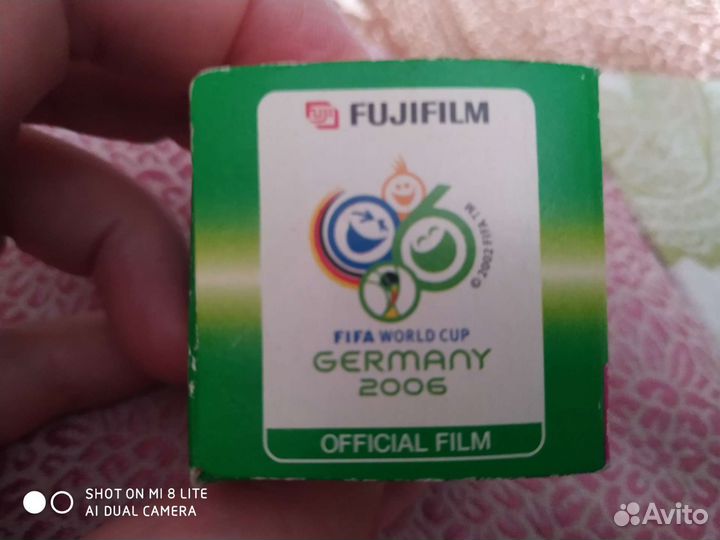 FUJI FUJIFILM
© 2002 FIFA TM
FIFA WORLD CUP
GERMANY
2006
OFFICIAL FILM
SHOT ON MI 8 LITE
AI DUAL CAMERA
Avito